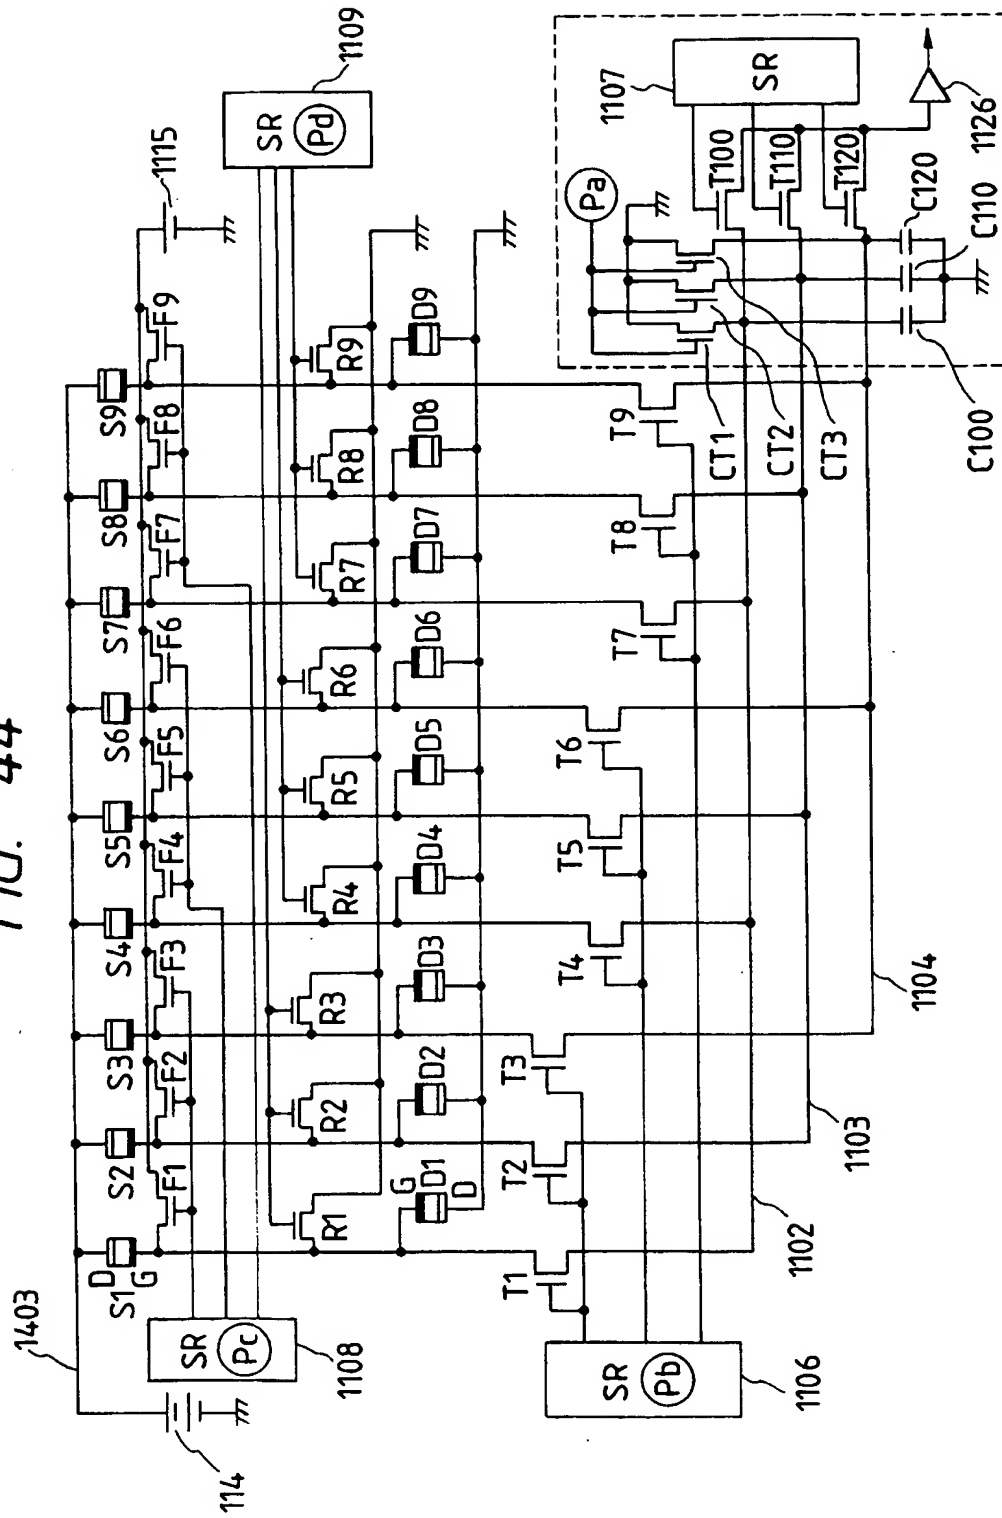 FIG. 44
1403
114
1115
1109
SR
Pd
S1
S2
S3
S4
S5
S6
S7
S8
S9
D
G
F1
F2
F3
F4
F5
F6
F7
F8
F9
SR
Pc
1108
R1
R2
R3
R4
R5
R6
R7
R8
R9
G
D
D1
D2
D3
D4
D5
D6
D7
D8
D9
T1
T2
T3
T4
T5
T6
T7
T8
T9
SR
Pb
1106
1102
1103
1104
Pa
1107
SR
T100
T110
T120
CT1
CT2
CT3
C100
C110
C120
1126